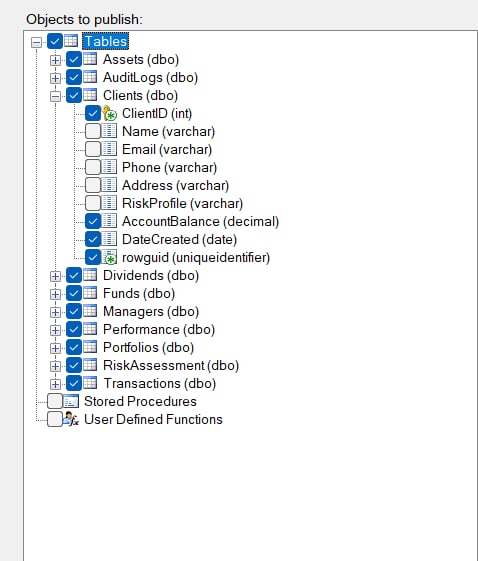 Objects to publish:
Tables
Assets (dbo)
AuditLogs (dbo)
Clients (dbo)
ClientID (int)
Name (varchar)
Email (varchar)
Phone (varchar)
Address (varchar)
RiskProfile (varchar)
AccountBalance (decimal)
DateCreated (date)
rowguid (uniqueidentifier)
Dividends (dbo)
Funds (dbo)
Managers (dbo)
Performance (dbo)
Portfolios (dbo)
RiskAssessment (dbo)
Transactions (dbo)
Stored Procedures
User Defined Functions